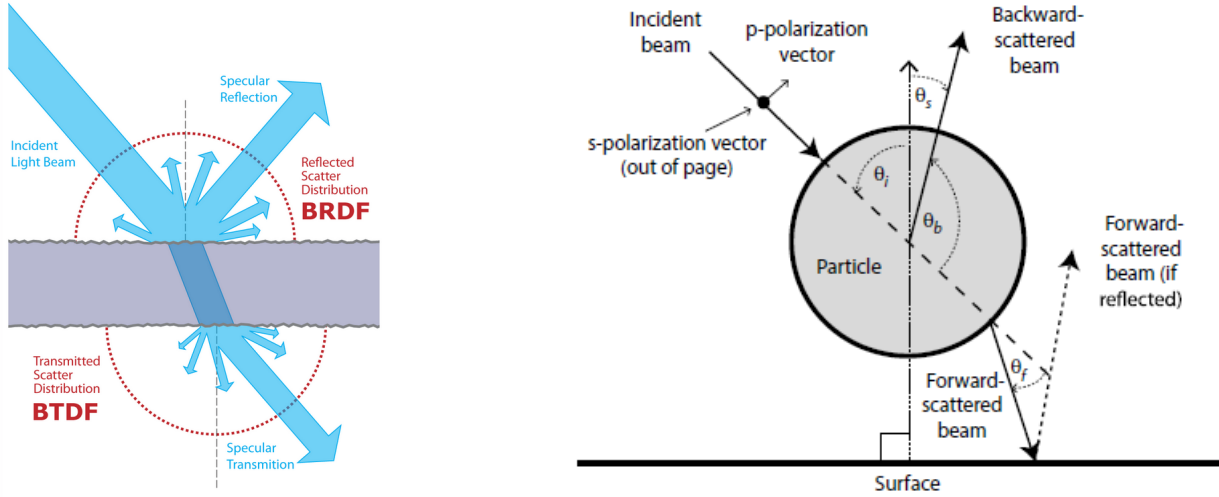 Specular
Reflection
Incident
Light Beam
Reflected
Scatter
Distribution
BRDF
Transmitted
Scatter
Distribution
BTDF
Specular
Transmition
Incident
beam
p-polarization
vector
Backward-
scattered
beam
θs
s-polarization vector
(out of page)
θi
θb
Particle
Forward-
scattered
beam (if
reflected)
θf
Forward-
scattered
beam
Surface